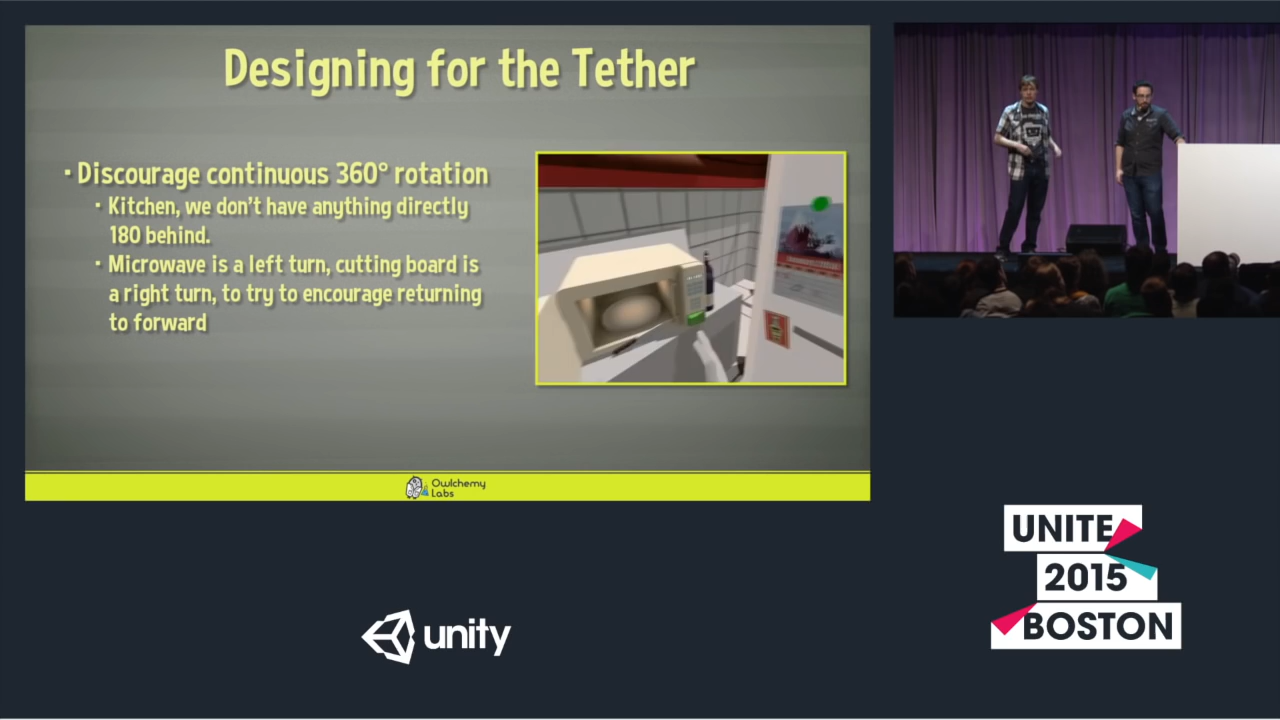 Designing for the Tether
· Discourage continuous 360° rotation
· Kitchen, we don't have anything directly
180 behind.
· Microwave is a left turn, cutting board is
a right turn, to try to encourage returning
to forward
Owlchemy
Labs
unity
UNITE
2015
BOSTON